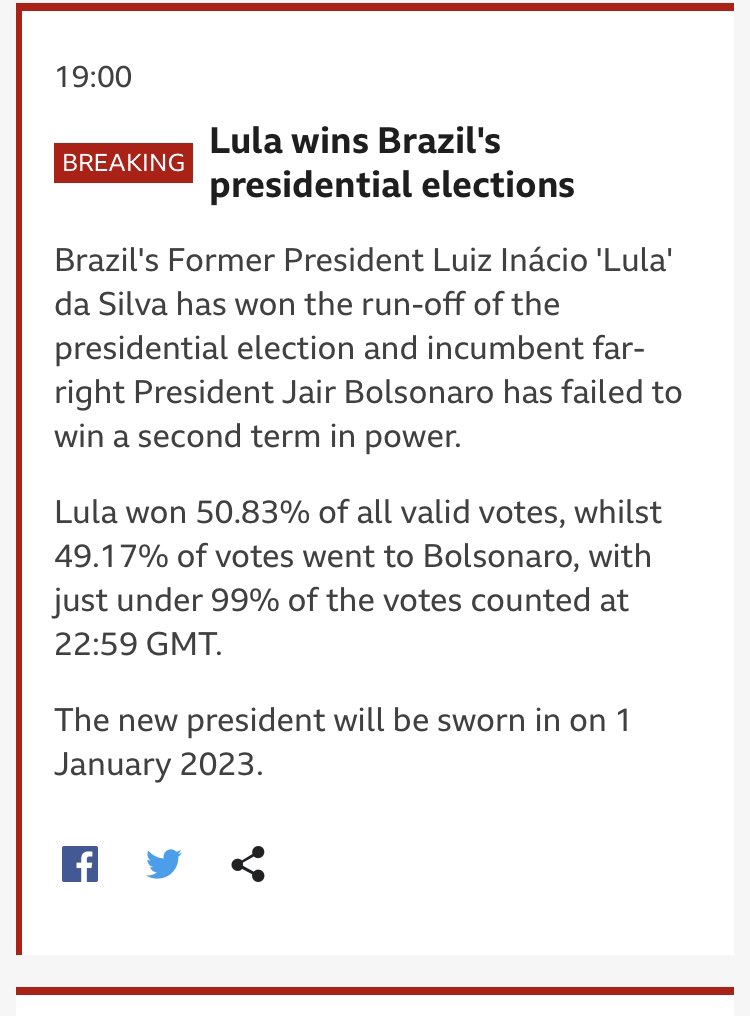 19:00
BREAKING
Lula wins Brazil's
presidential elections
Brazil's Former President Luiz Inácio 'Lula'
da Silva has won the run-off of the
presidential election and incumbent far-
right President Jair Bolsonaro has failed to
win a second term in power.
Lula won 50.83% of all valid votes, whilst
49.17% of votes went to Bolsonaro, with
just under 99% of the votes counted at
22:59 GMT.
The new president will be sworn in on 1
January 2023.